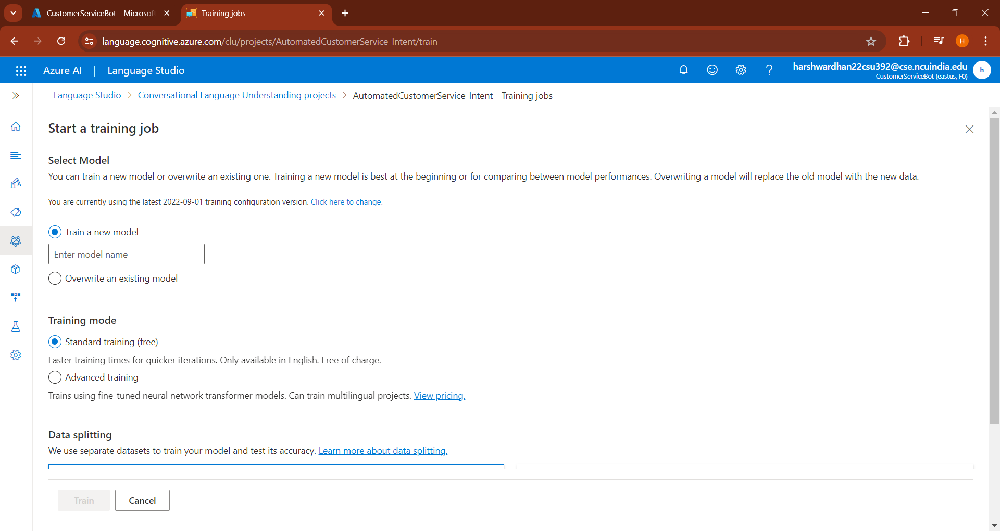 CustomerServiceBot - Microsoft
Training jobs
language.cognitive.azure.com/clu/projects/AutomatedCustomerService_Intent/train
H
Azure AI | Language Studio
harshwardhan22csu392@cse.ncuindia.edu
CustomerServiceBot (eastus, F0)
h
Language Studio > Conversational Language Understanding projects > AutomatedCustomerService_Intent - Training jobs
Start a training job
Select Model
You can train a new model or overwrite an existing one. Training a new model is best at the beginning or for comparing between model performances. Overwriting a model will replace the old model with the new data.
You are currently using the latest 2022-09-01 training configuration version. Click here to change.
Train a new model
Enter model name
Overwrite an existing model
Training mode
Standard training (free)
Faster training times for quicker iterations. Only available in English. Free of charge.
Advanced training
Trains using fine-tuned neural network transformer models. Can train multilingual projects. View pricing.
Data splitting
We use separate datasets to train your model and test its accuracy. Learn more about data splitting.
Train
Cancel